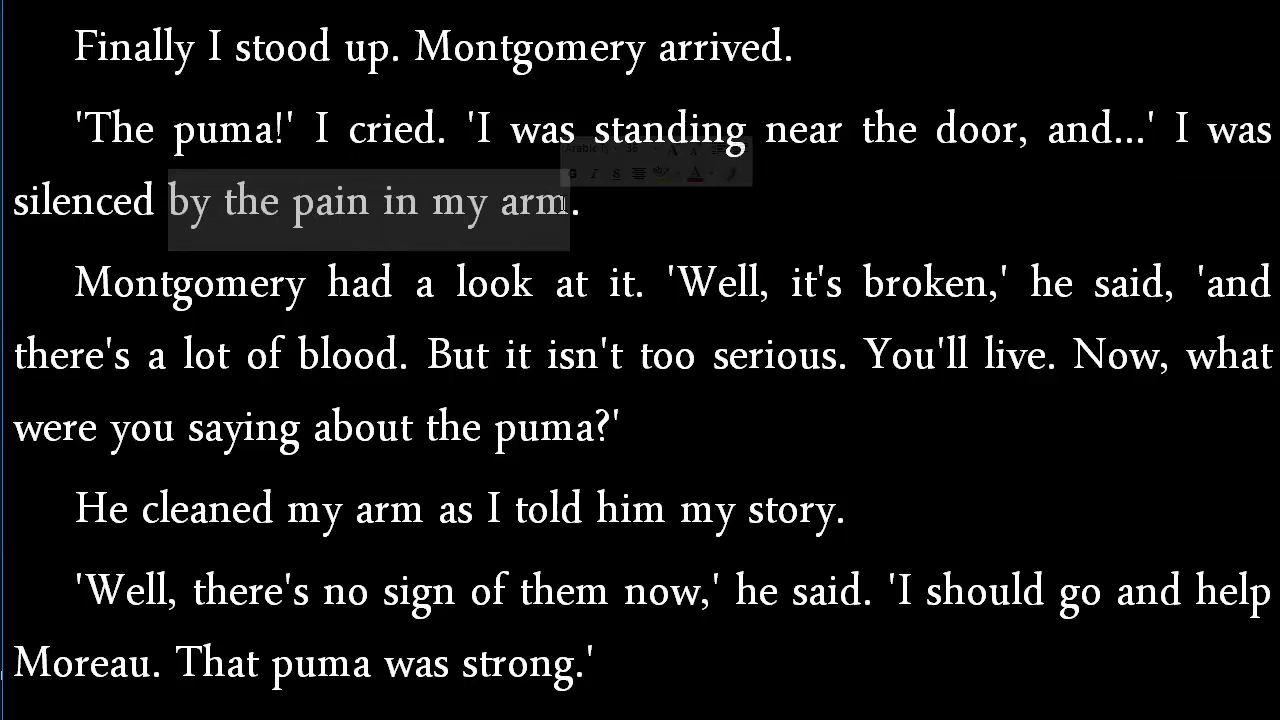 Finally I stood up. Montgomery arrived.
'The puma!' I cried. 'I was standing near the door, and...' I was
silenced by the pain in my arm.
Montgomery had a look at it. 'Well, it's broken,' he said, 'and
there's a lot of blood. But it isn't too serious. You'll live. Now, what
were you saying about the puma?'
He cleaned my arm as I told him my story.
'Well, there's no sign of them now,' he said. 'I should go and help
Moreau. That puma was strong.'